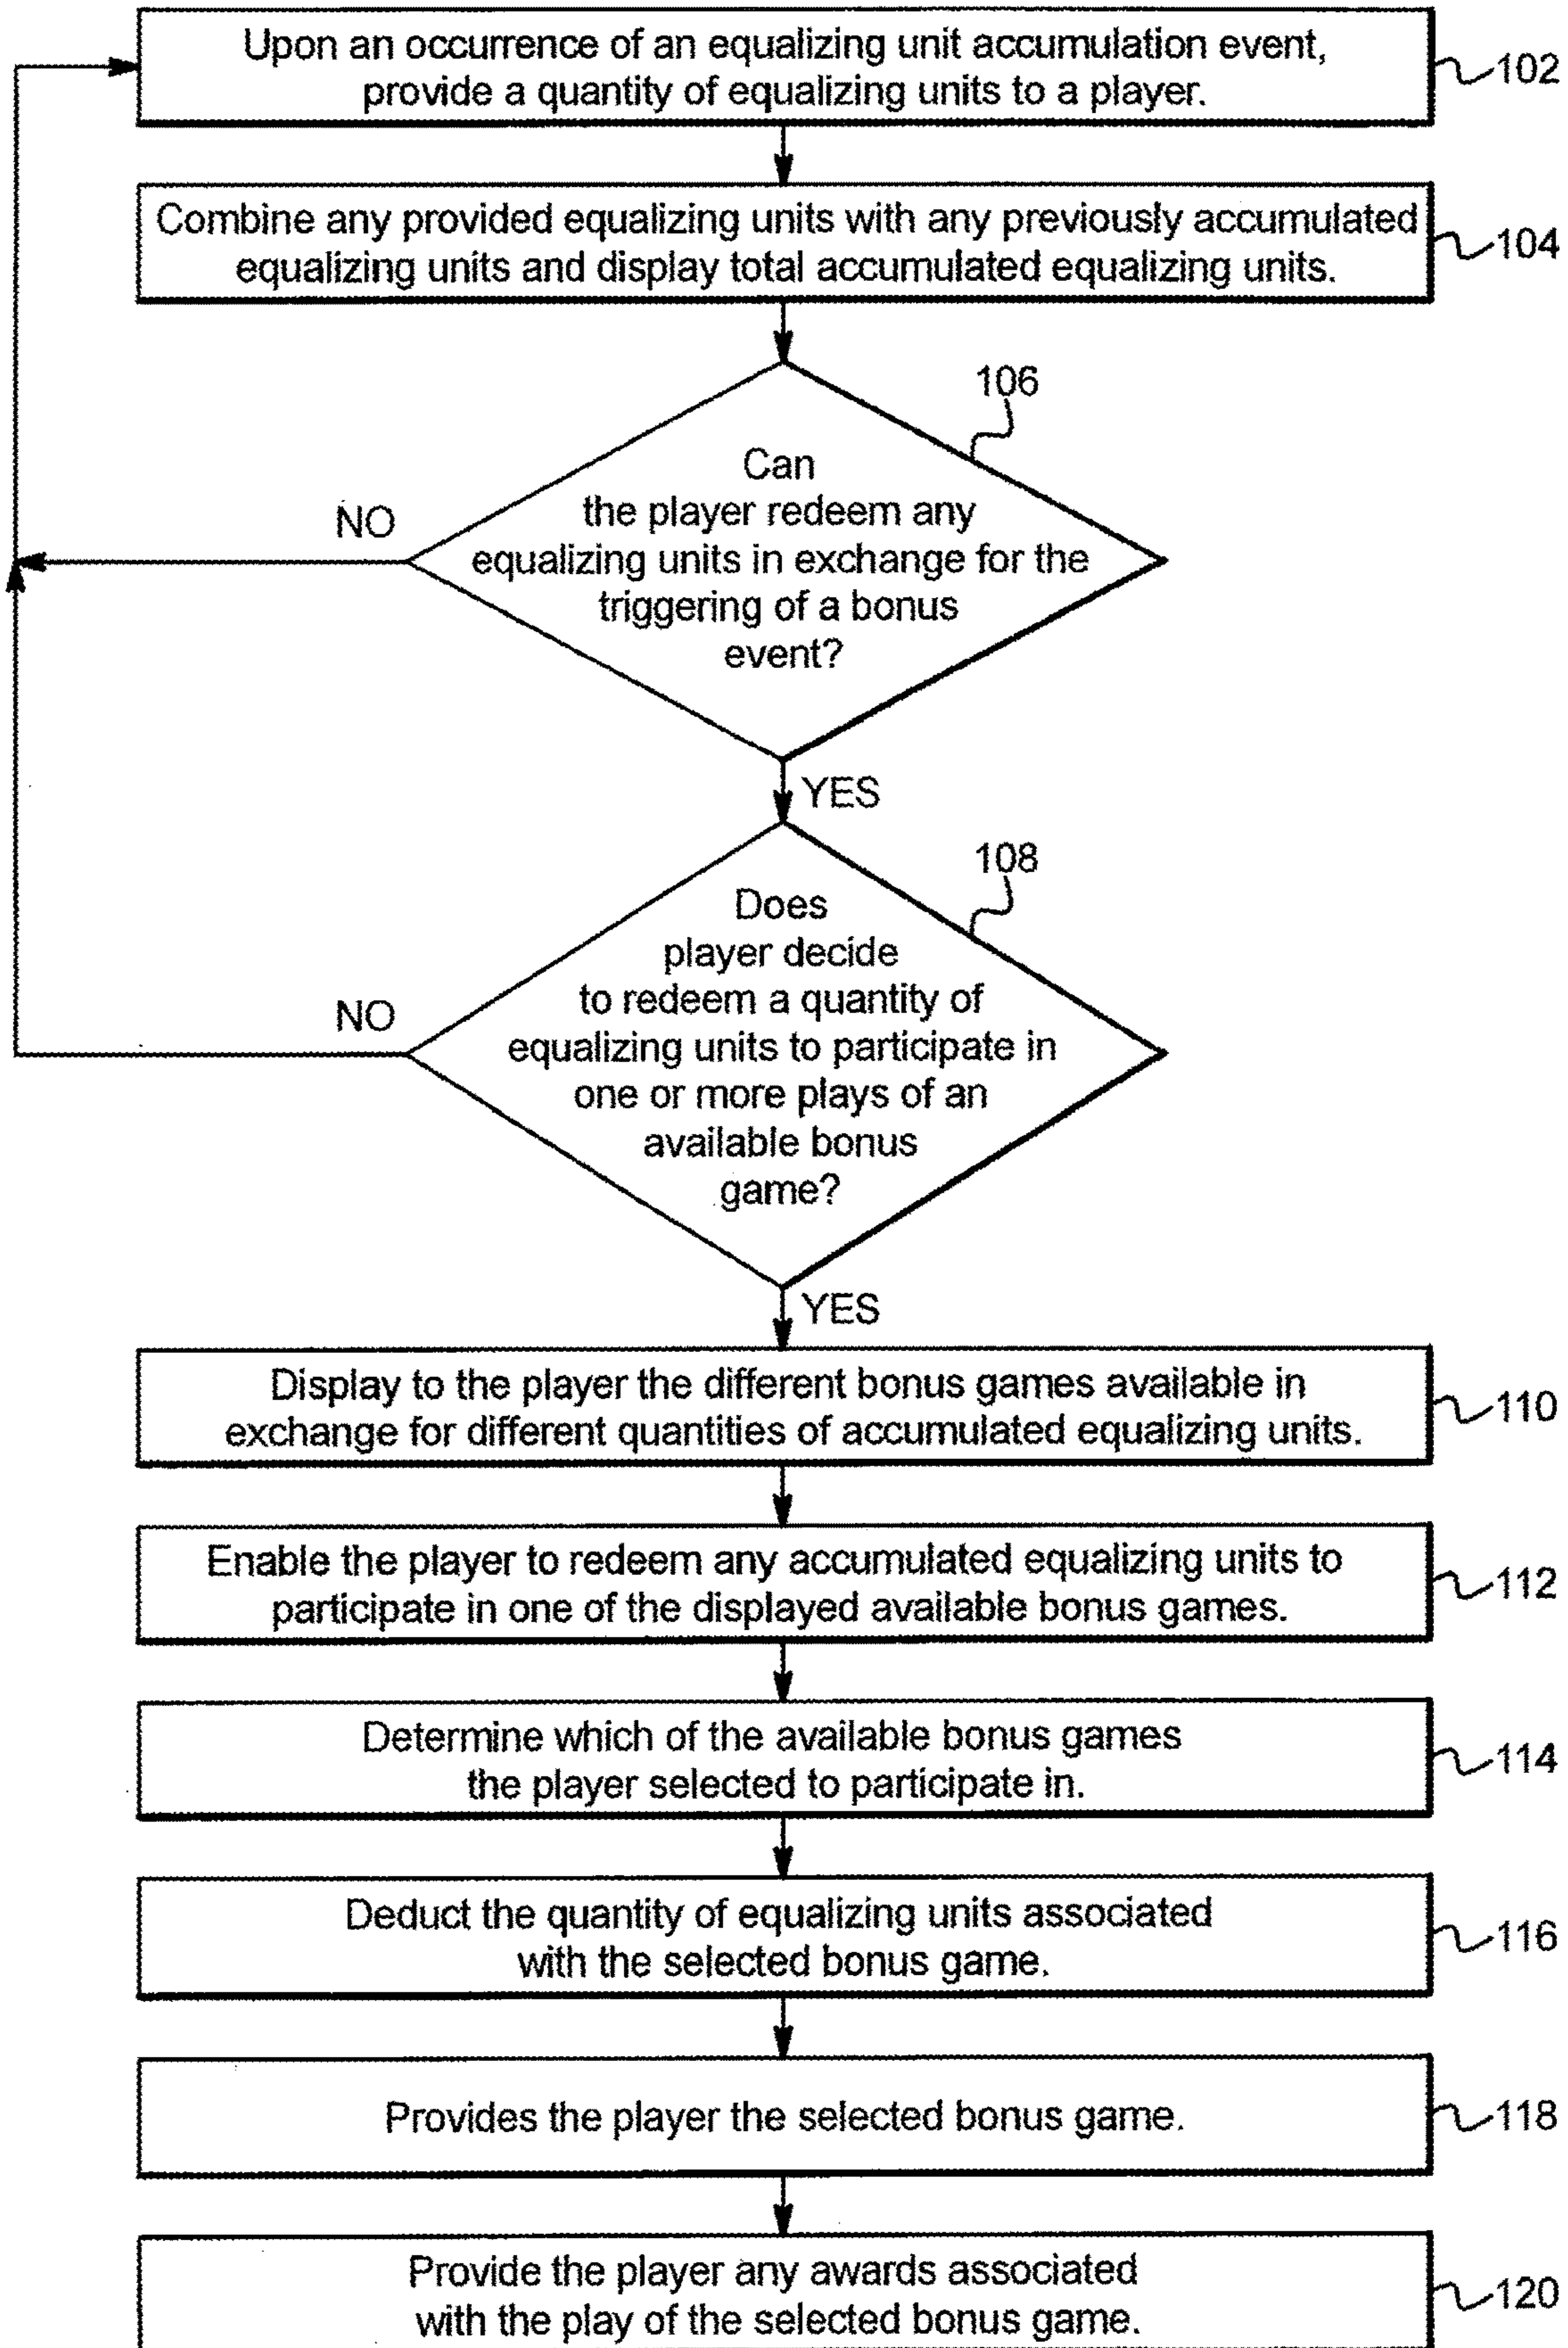 Upon an occurrence of an equalizing unit accumulation event,
provide a quantity of equalizing units to a player.
102
Combine any provided equalizing units with any previously accumulated
equalizing units and display total accumulated equalizing units.
104
106
Can
the player redeem any
equalizing units in exchange for the
triggering of a bonus
event?
NO
YES
108
Does
player decide
to redeem a quantity of
equalizing units to participate in
one or more plays of an
available bonus
game?
NO
YES
Display to the player the different bonus games available in
exchange for different quantities of accumulated equalizing units.
110
Enable the player to redeem any accumulated equalizing units to
participate in one of the displayed available bonus games.
112
Determine which of the available bonus games
the player selected to participate in.
114
Deduct the quantity of equalizing units associated
with the selected bonus game.
116
Provides the player the selected bonus game.
118
Provide the player any awards associated
with the play of the selected bonus game.
120